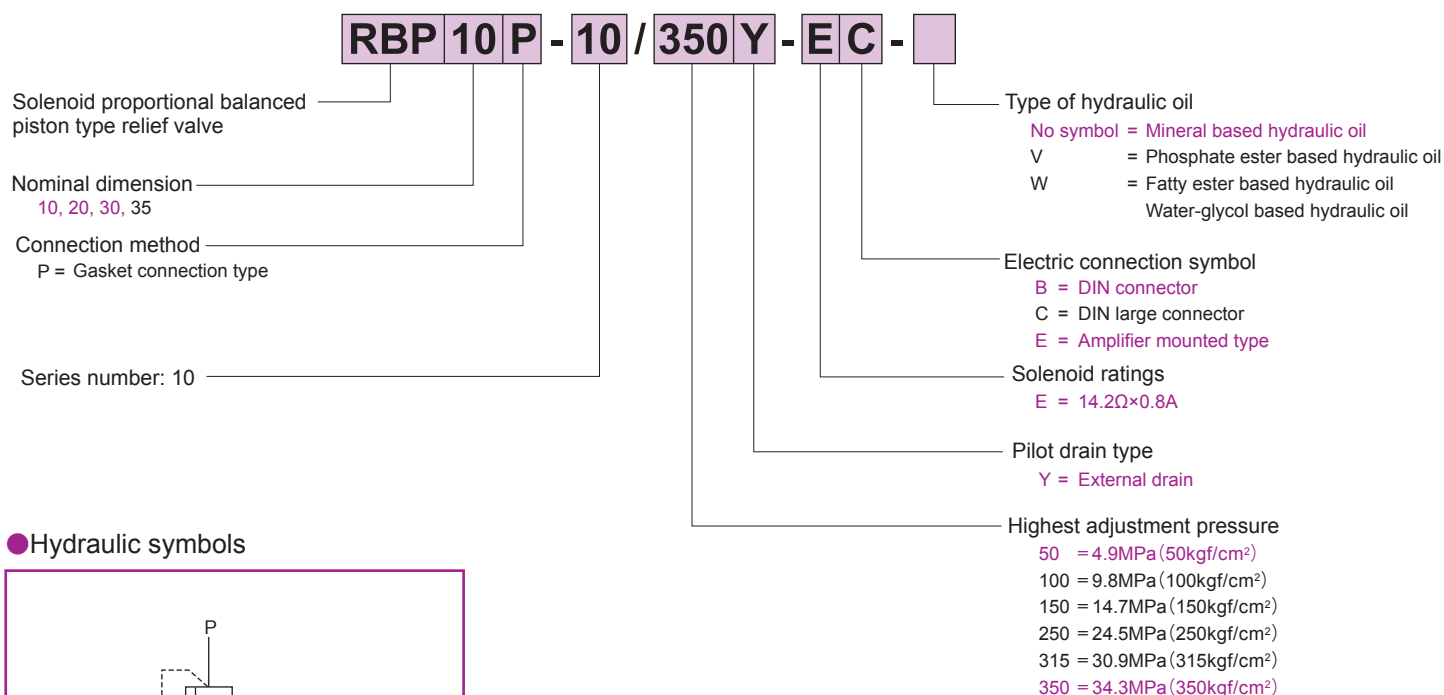 RBP 10 P - 10 / 350 Y - E C -
Solenoid proportional balanced
piston type relief valve
Nominal dimension
10, 20, 30, 35
Connection method
P = Gasket connection type
Series number: 10
Type of hydraulic oil
No symbol = Mineral based hydraulic oil
V = Phosphate ester based hydraulic oil
W = Fatty ester based hydraulic oil
Water-glycol based hydraulic oil
Electric connection symbol
B = DIN connector
C = DIN large connector
E = Amplifier mounted type
Solenoid ratings
E = 14.2Ω×0.8A
Pilot drain type
Y = External drain
Highest adjustment pressure
50 =4.9MPa(50kgf/cm²)
100 =9.8MPa(100kgf/cm²)
150 =14.7MPa(150kgf/cm²)
250 =24.5MPa(250kgf/cm²)
315 =30.9MPa(315kgf/cm²)
350 =34.3MPa(350kgf/cm²)
●Hydraulic symbols
P